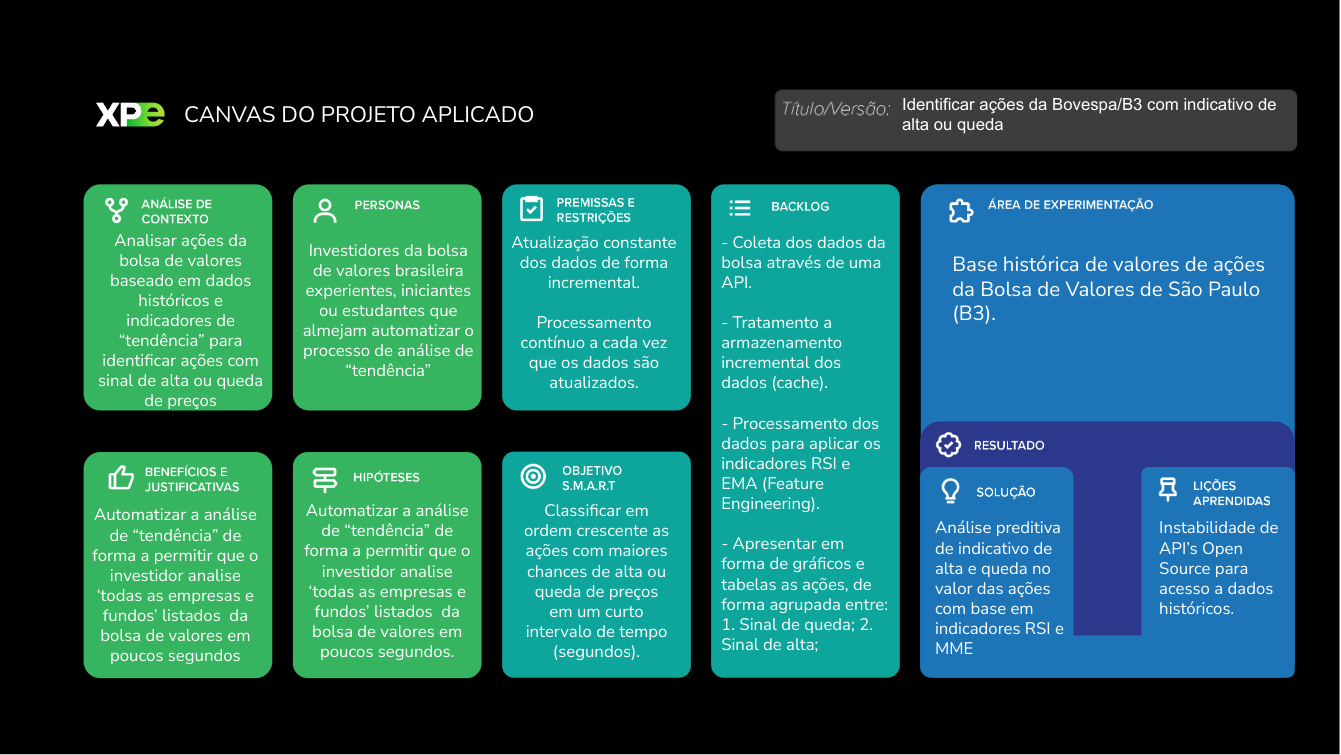 XPe
CANVAS DO PROJETO APLICADO
Título/Versão:
Identificar ações da Bovespa/B3 com indicativo de
alta ou queda
ANÁLISE DE
CONTEXTO
Analisar ações da
bolsa de valores
baseado em dados
históricos e
indicadores de
“tendência” para
identificar ações com
sinal de alta ou queda
de preços
PERSONAS
Investidores da bolsa
de valores brasileira
experientes, iniciantes
ou estudantes que
almejam automatizar o
processo de análise de
“tendência”
PREMISSAS E
RESTRIÇÕES
Atualização constante
dos dados de forma
incremental.
Processamento
contínuo a cada vez
que os dados são
atualizados.
BACKLOG
- Coleta dos dados da
bolsa através de uma
API.
- Tratamento a
armazenamento
incremental dos
dados (cache).
- Processamento dos
dados para aplicar os
indicadores RSI e
EMA (Feature
Engineering).
- Apresentar em
forma de gráficos e
tabelas as ações, de
forma agrupada entre:
1. Sinal de queda; 2.
Sinal de alta;
ÁREA DE EXPERIMENTAÇÃO
Base histórica de valores de ações
da Bolsa de Valores de São Paulo
(B3).
BENEFÍCIOS E
JUSTIFICATIVAS
Automatizar a análise
de “tendência” de
forma a permitir que o
investidor analise
‘todas as empresas e
fundos’ listados da
bolsa de valores em
poucos segundos
HIPÓTESES
Automatizar a análise
de “tendência” de
forma a permitir que o
investidor analise
‘todas as empresas e
fundos’ listados da
bolsa de valores em
poucos segundos.
OBJETIVO
S.M.A.R.T
Classificar em
ordem crescente as
ações com maiores
chances de alta ou
queda de preços
em um curto
intervalo de tempo
(segundos).
RESULTADO
SOLUÇÃO
Análise preditiva
de indicativo de
alta e queda no
valor das ações
com base em
indicadores RSI e
MME
LIÇÕES
APRENDIDAS
Instabilidade de
API’s Open
Source para
acesso a dados
históricos.